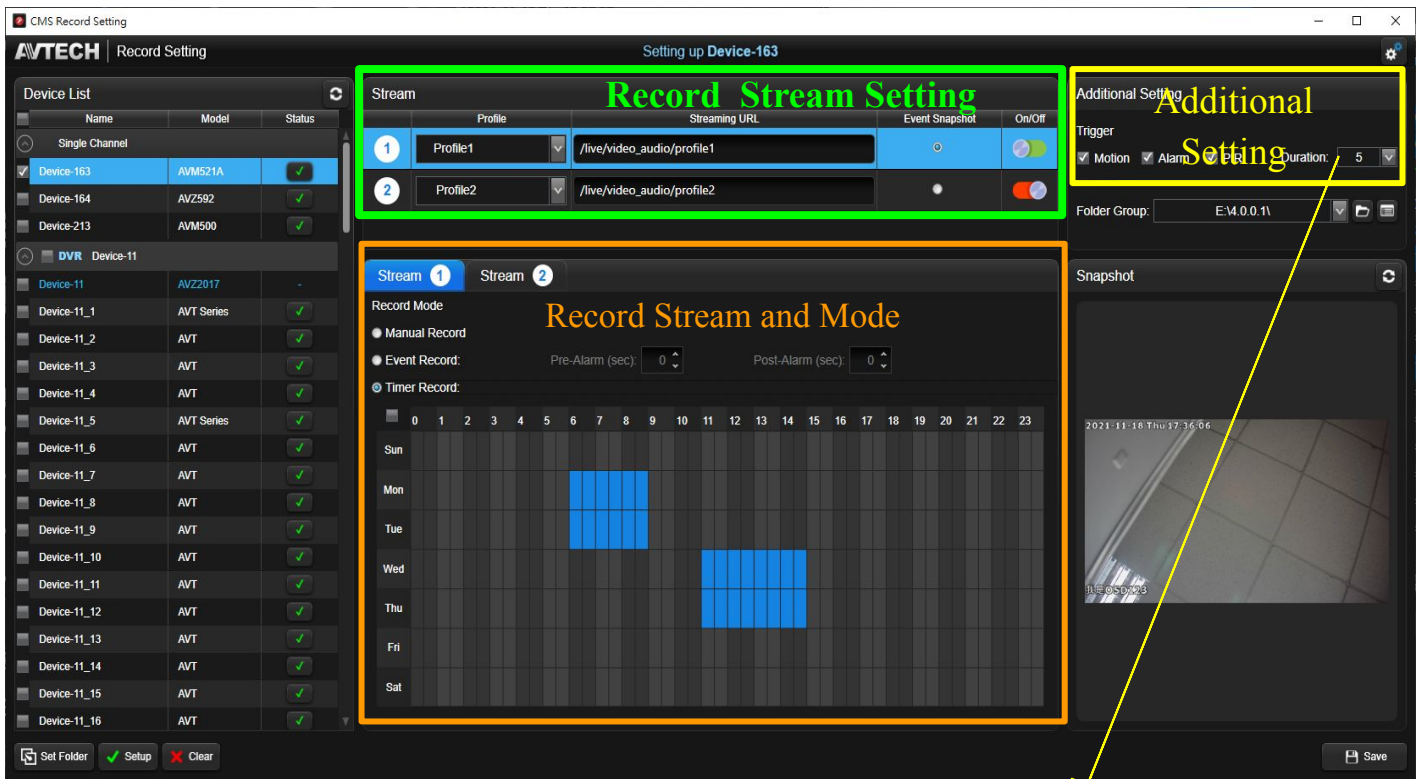 CMS Record Setting
AVTECH Record Setting
Setting up Device-163
Device List
Name Model Status
Single Channel
Device-163 AVM521A
Device-164 AVZ592
Device-213 AVM500
DVR Device-11
Device-11 AVZ2017 -
Device-11_1 AVT Series
Device-11_2 AVT
Device-11_3 AVT
Device-11_4 AVT
Device-11_5 AVT Series
Device-11_6 AVT
Device-11_7 AVT
Device-11_8 AVT
Device-11_9 AVT
Device-11_10 AVT
Device-11_11 AVT
Device-11_12 AVT
Device-11_13 AVT
Device-11_14 AVT
Device-11_15 AVT
Device-11_16 AVT
Set Folder Setup Clear
Stream
Record Stream Setting
Profile Streaming URL Event Snapshot On/Off
1 Profile1 /live/video_audio/profile1
2 Profile2 /live/video_audio/profile2
Stream 1 Stream 2
Record Mode
Record Stream and Mode
Manual Record
Event Record: Pre-Alarm (sec): 0 Post-Alarm (sec): 0
Timer Record:
0 1 2 3 4 5 6 7 8 9 10 11 12 13 14 15 16 17 18 19 20 21 22 23
Sun
Mon
Tue
Wed
Thu
Fri
Sat
Additional Setting
Additional
Setting
Trigger
Motion Alarm PIR Duration: 5
Folder Group: E:\4.0.0.1\
Snapshot
2021-11-18 Thu 17:36:06
OSD123
Save